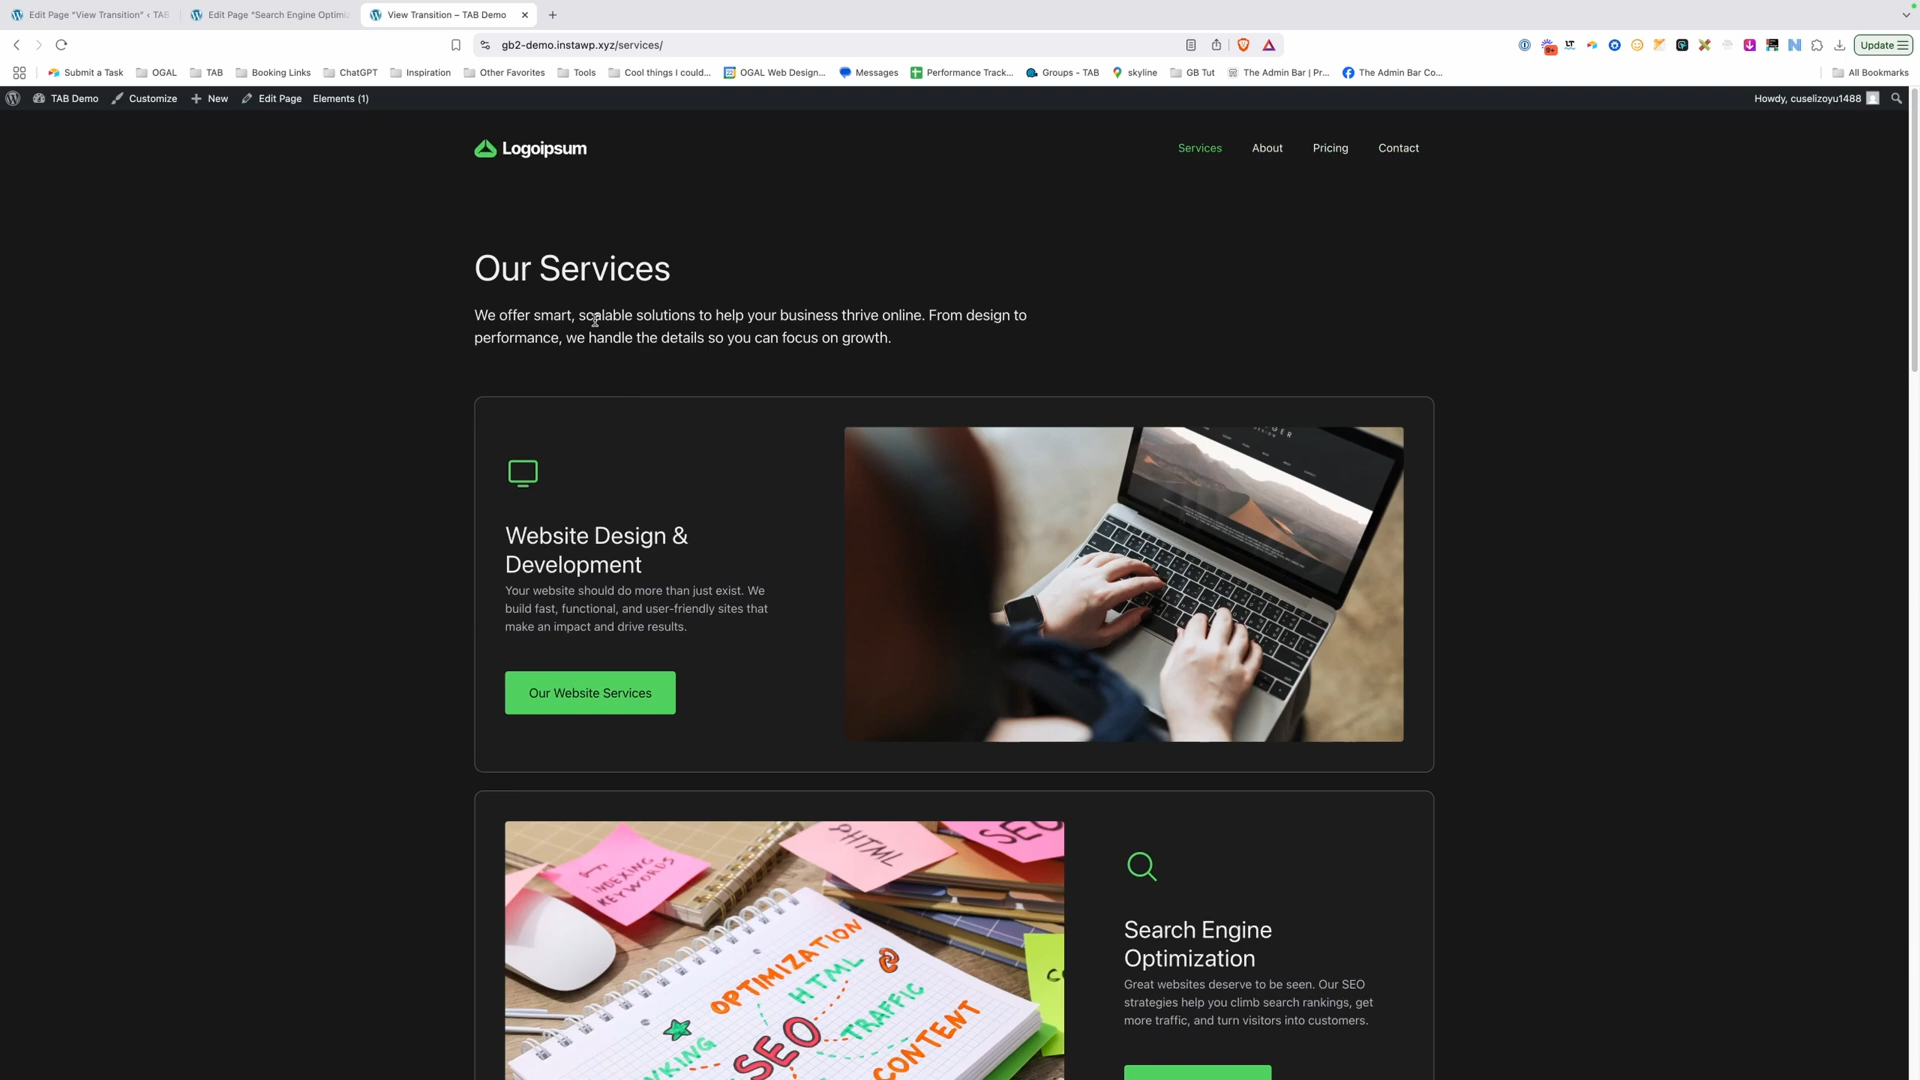 Edit Page "View Transition" ‹ TAB
Edit Page "Search Engine Optimiz
View Transition – TAB Demo
gb2-demo.instawp.xyz/services/
Update
Submit a Task
OGAL
TAB
Booking Links
ChatGPT
Inspiration
Other Favorites
Tools
Cool things I could...
OGAL Web Design...
Messages
Performance Track...
Groups - TAB
skyline
GB Tut
The Admin Bar | Pr...
The Admin Bar Co...
All Bookmarks
TAB Demo
Customize
New
Edit Page
Elements (1)
Howdy, cuselizoyu1488
Logoipsum
Services
About
Pricing
Contact
Our Services
We offer smart, scalable solutions to help your business thrive online. From design to
performance, we handle the details so you can focus on growth.
Website Design &
Development
Your website should do more than just exist. We
build fast, functional, and user-friendly sites that
make an impact and drive results.
Our Website Services
INDEXING
KEYWORDS
PHTML
SEO
OPTIMIZATION
HTML
TRAFFIC
SEO
CONTENT
Search Engine
Optimization
Great websites deserve to be seen. Our SEO
strategies help you climb search rankings, get
more traffic, and turn visitors into customers.